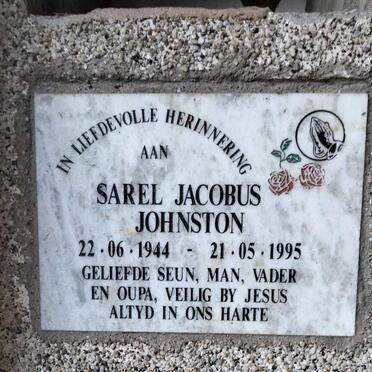 IN LIEFDEVOLLE HERINNERING
AAN
SAREL JACOBUS
JOHNSTON
22·06·1944 - 21·05·1995
GELIEFDE SEUN, MAN, VADER
EN OUPA, VEILIG BY JESUS
ALTYD IN ONS HARTE